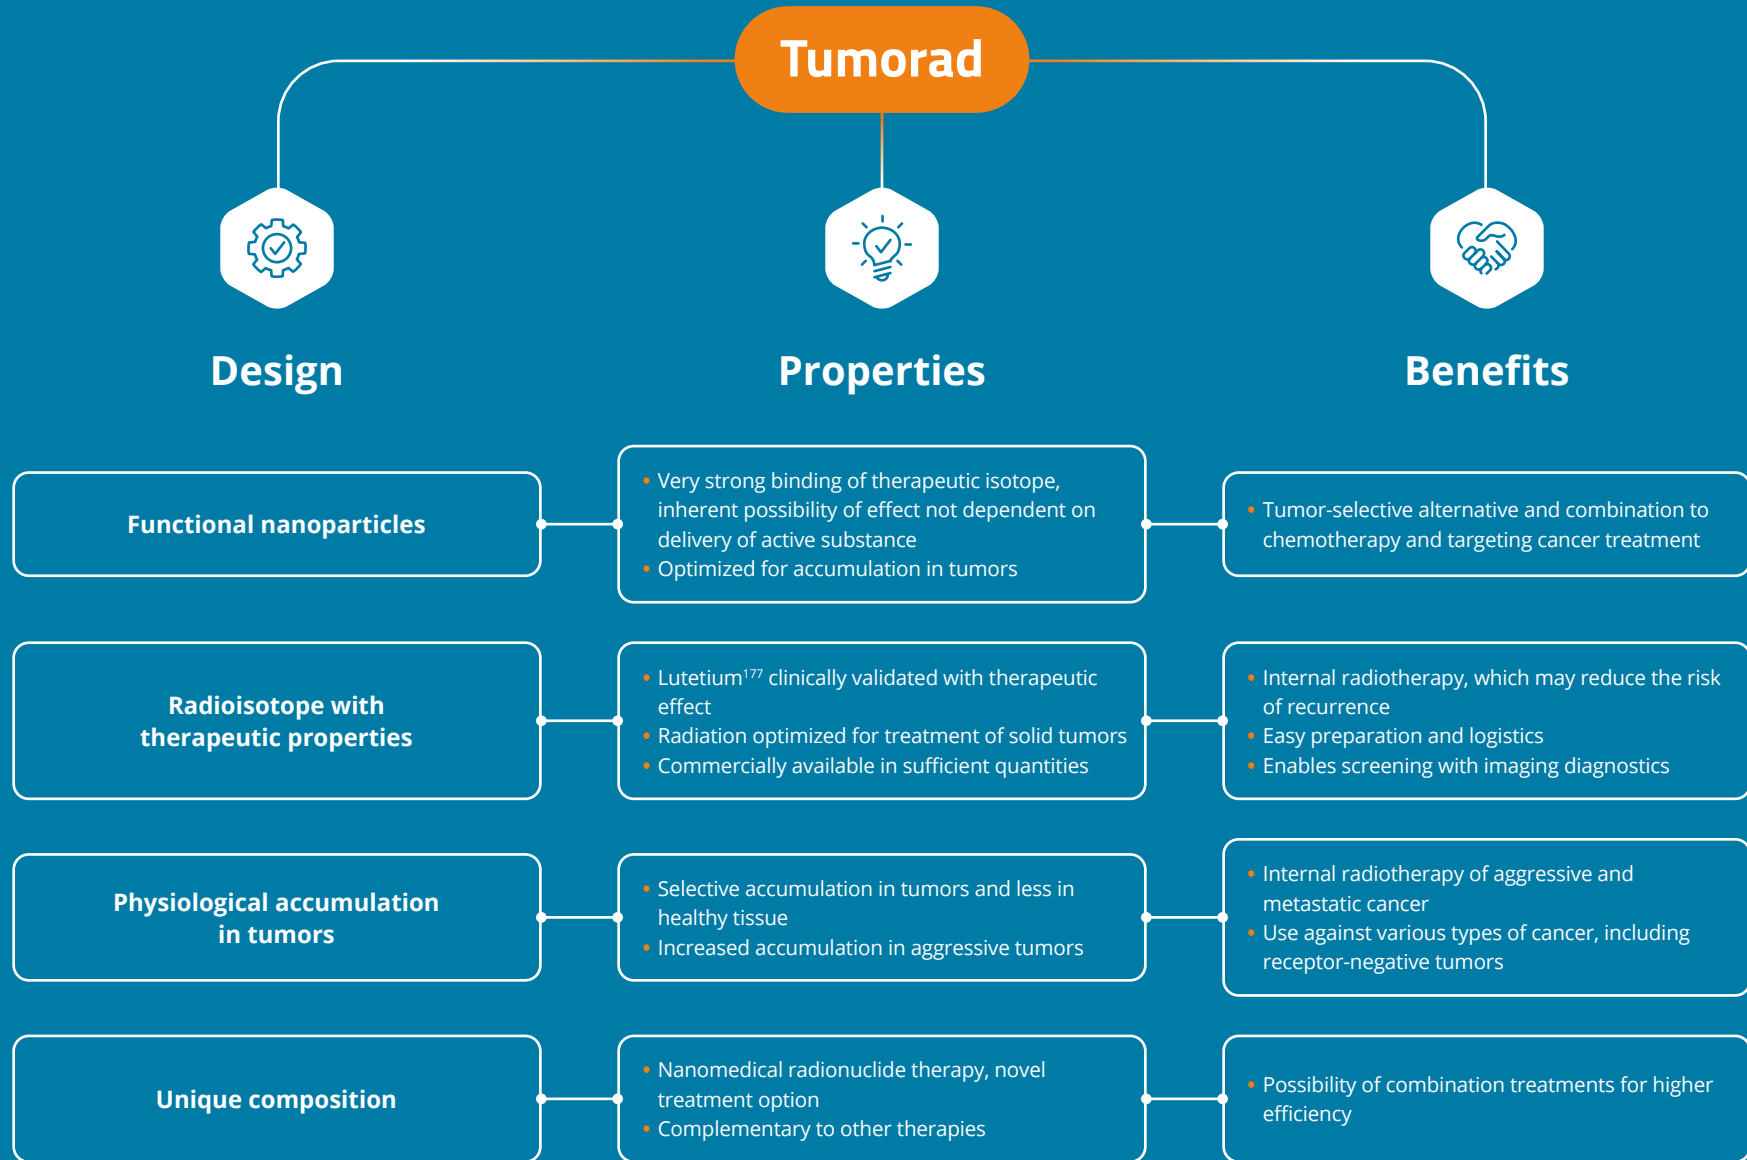 Tumorad
Design
Properties
Benefits
Functional nanoparticles
• Very strong binding of therapeutic isotope,
inherent possibility of effect not dependent on
delivery of active substance
• Optimized for accumulation in tumors
• Tumor-selective alternative and combination to
chemotherapy and targeting cancer treatment
Radioisotope with
therapeutic properties
• Lutetium¹⁷⁷ clinically validated with therapeutic
effect
• Radiation optimized for treatment of solid tumors
• Commercially available in sufficient quantities
• Internal radiotherapy, which may reduce the risk
of recurrence
• Easy preparation and logistics
• Enables screening with imaging diagnostics
Physiological accumulation
in tumors
• Selective accumulation in tumors and less in
healthy tissue
• Increased accumulation in aggressive tumors
• Internal radiotherapy of aggressive and
metastatic cancer
• Use against various types of cancer, including
receptor-negative tumors
Unique composition
• Nanomedical radionuclide therapy, novel
treatment option
• Complementary to other therapies
• Possibility of combination treatments for higher
efficiency